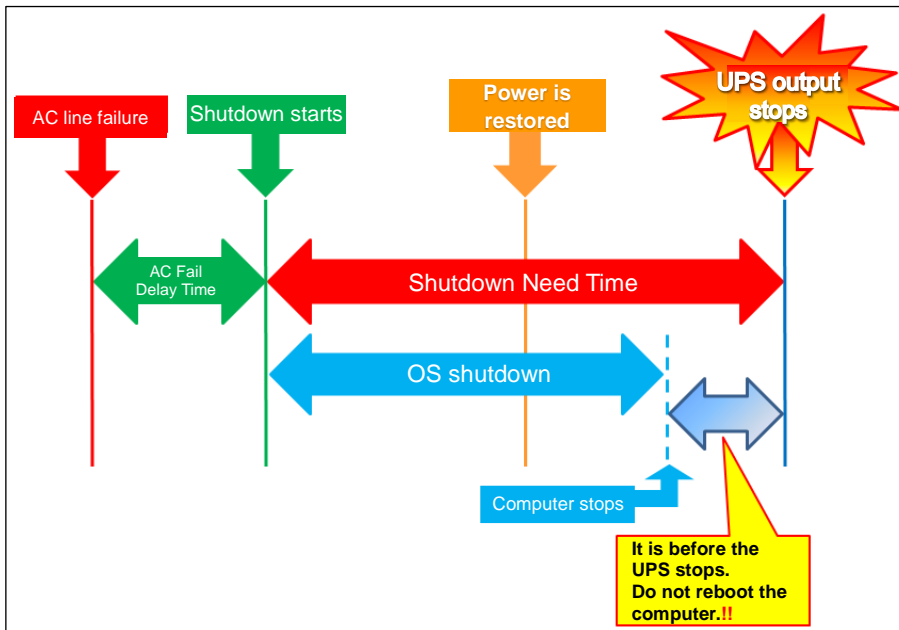 AC line failure
Shutdown starts
Power is
restored
UPS output
stops
AC Fail
Delay Time
Shutdown Need Time
OS shutdown
Computer stops
It is before the
UPS stops.
Do not reboot the
computer.!!